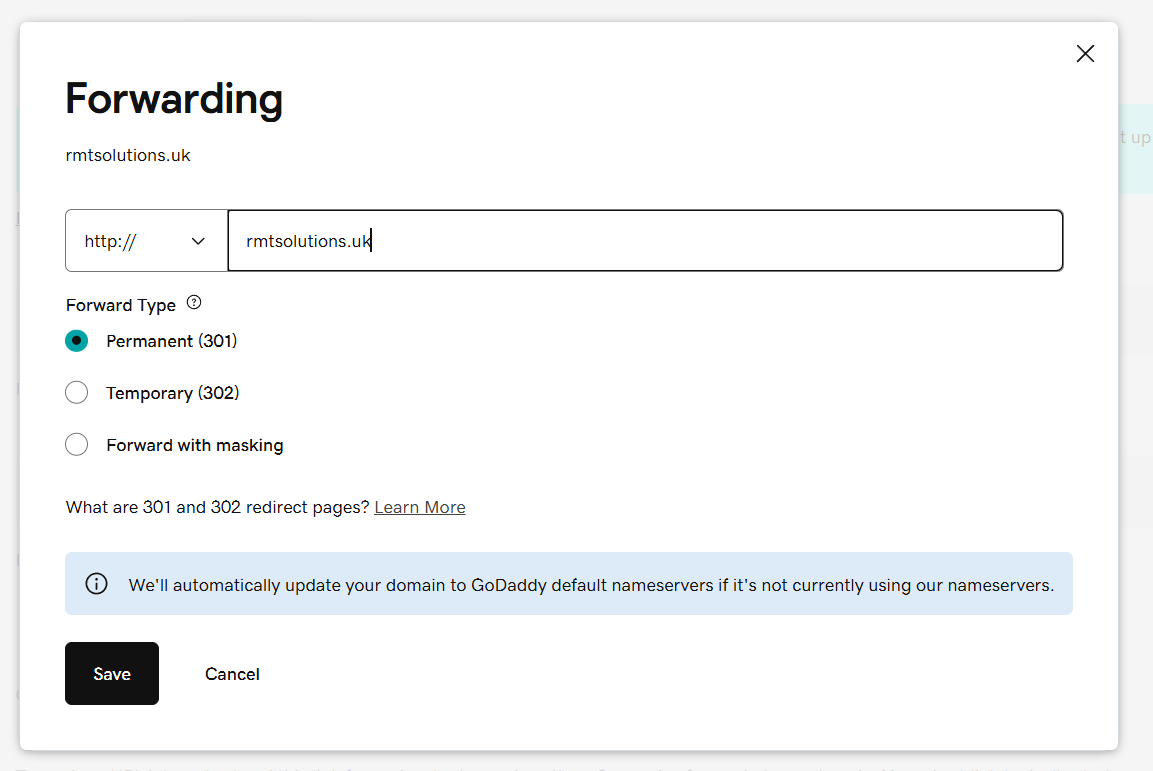 Forwarding
rmtsolutions.uk
http:// rmtsolutions.uk
Forward Type
Permanent (301)
Temporary (302)
Forward with masking
What are 301 and 302 redirect pages? Learn More
We'll automatically update your domain to GoDaddy default nameservers if it's not currently using our nameservers.
Save Cancel
t up